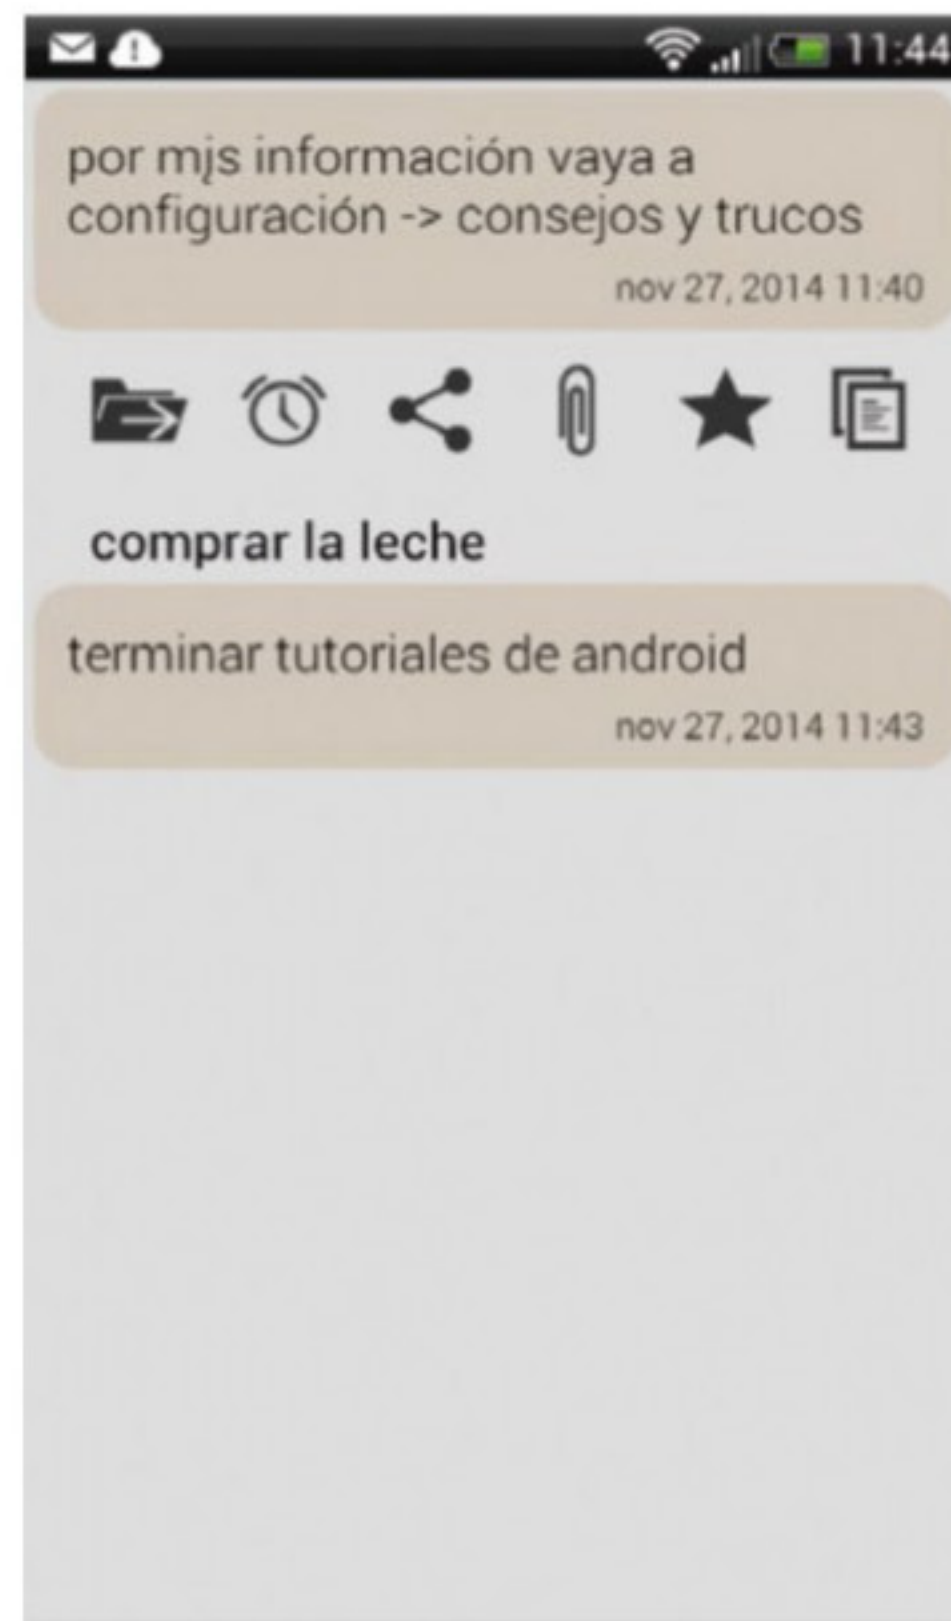 11:44
por mjs información vaya a
configuración -> consejos y trucos
nov 27, 2014 11:40
comprar la leche
terminar tutoriales de android
nov 27, 2014 11:43